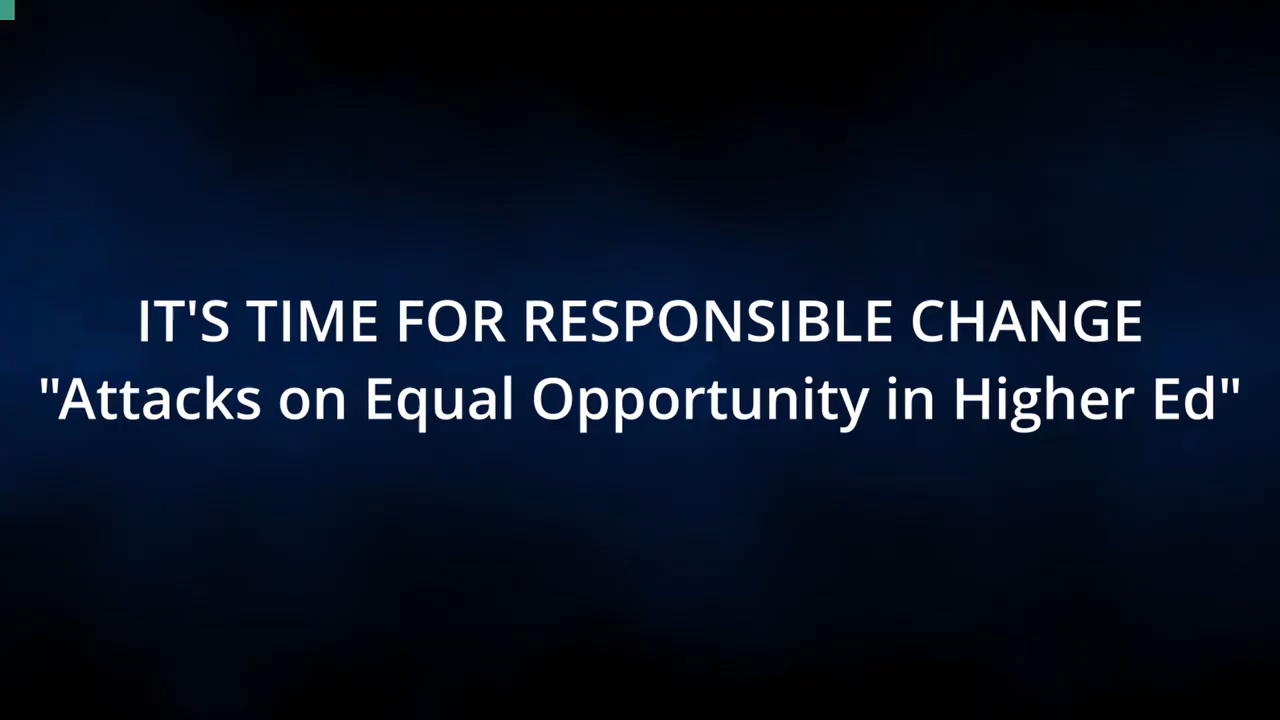 IT'S TIME FOR RESPONSIBLE CHANGE
"Attacks on Equal Opportunity in Higher Ed"